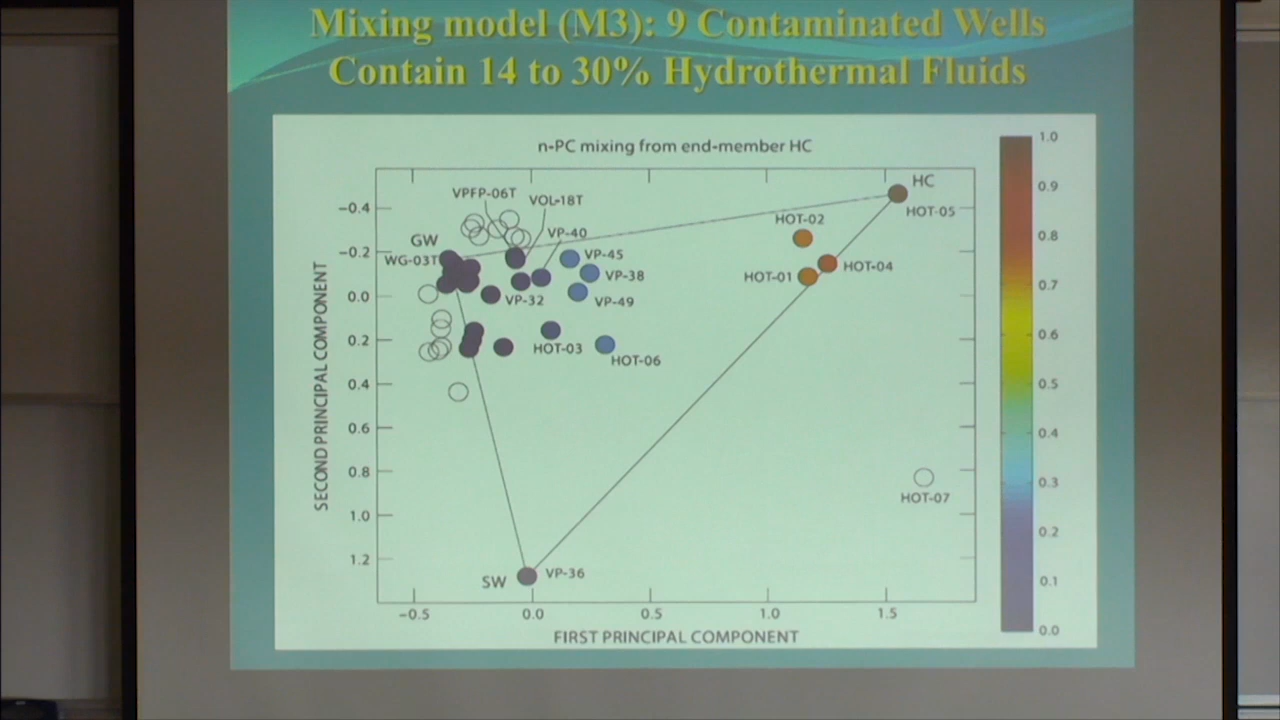 Mixing model (M3): 9 Contaminated Wells
Contain 14 to 30% Hydrothermal Fluids
n-PC mixing from end-member HC
1.0
0.9
0.8
0.7
0.6
0.5
0.4
0.3
0.2
0.1
0.0
SECOND PRINCIPAL COMPONENT
−0.4
−0.2
0.0
0.2
0.4
0.6
0.8
1.0
1.2
VPFP-06T
VOL-18T
HC
HOT-05
HOT-02
GW
VP-40
WG-03T
VP-45
HOT-04
HOT-01
VP-38
VP-32
VP-49
HOT-03
HOT-06
HOT-07
SW
VP-36
−0.5
0.0
0.5
1.0
1.5
FIRST PRINCIPAL COMPONENT